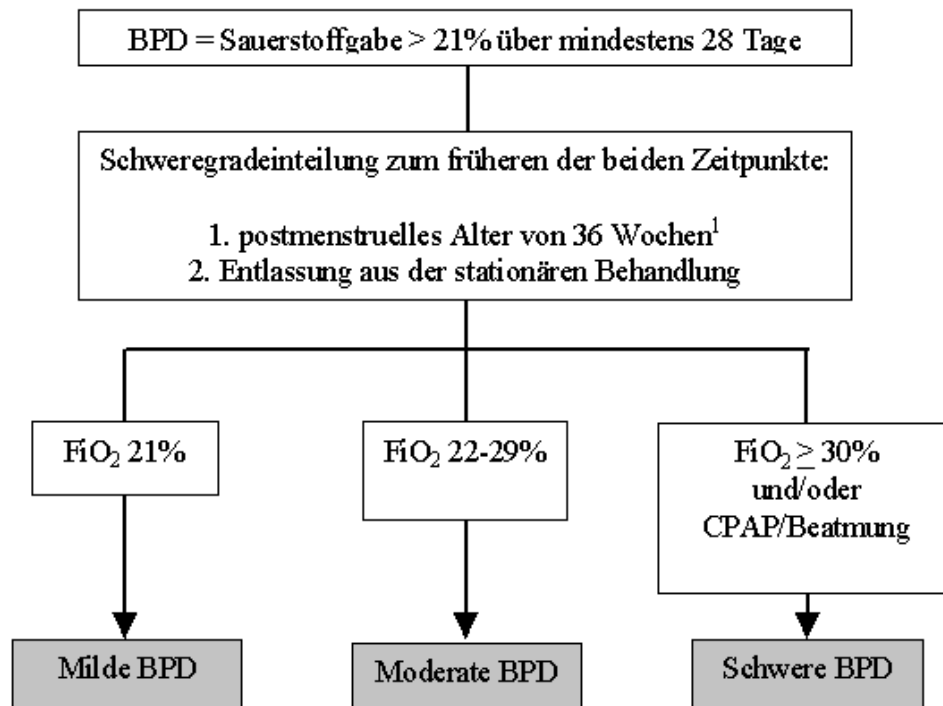 BPD = Sauerstoffgabe > 21% über mindestens 28 Tage
Schweregradeinteilung zum früheren der beiden Zeitpunkte:
1. postmenstruelles Alter von 36 Wochen¹
2. Entlassung aus der stationären Behandlung
FiO₂ 21%
FiO₂ 22-29%
FiO₂ ≥ 30%
und/oder
CPAP/Beatmung
Milde BPD
Moderate BPD
Schwere BPD